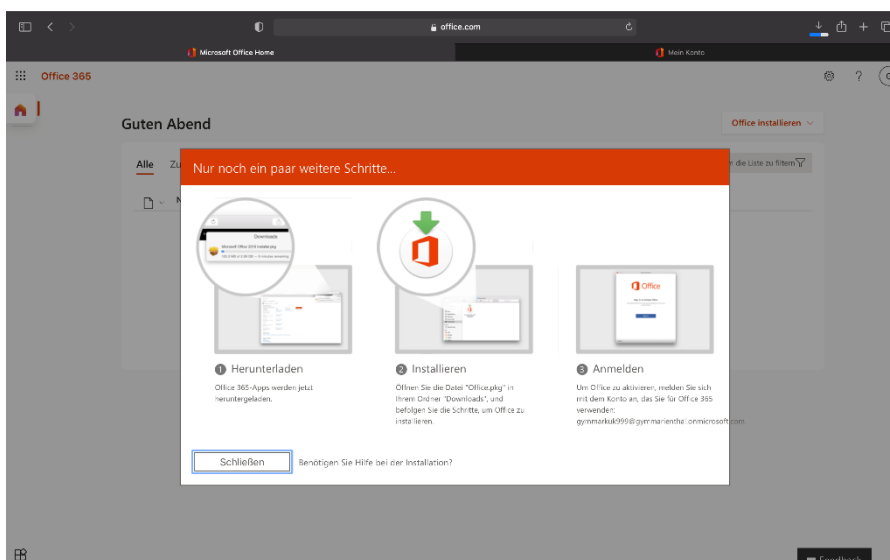 office.com
Microsoft Office Home
Mein Konto
Office 365
?
Guten Abend
Office installieren
Alle Zu
die Liste zu filtern
Nur noch ein paar weitere Schritte...
Downloads
Office
1 Herunterladen
Office 365-Apps werden jetzt
heruntergeladen.
2 Installieren
Öffnen Sie die Datei "Office.pkg" in
Ihrem Ordner "Downloads", und
befolgen Sie die Schritte, um Office zu
installieren.
3 Anmelden
Um Office zu aktivieren, melden Sie sich
mit dem Konto an, das Sie für Office 365
verwenden:
gymmarkuk999@gymmarienthal.onmicrosoft.com
Schließen
Benötigen Sie Hilfe bei der Installation?
Feedback